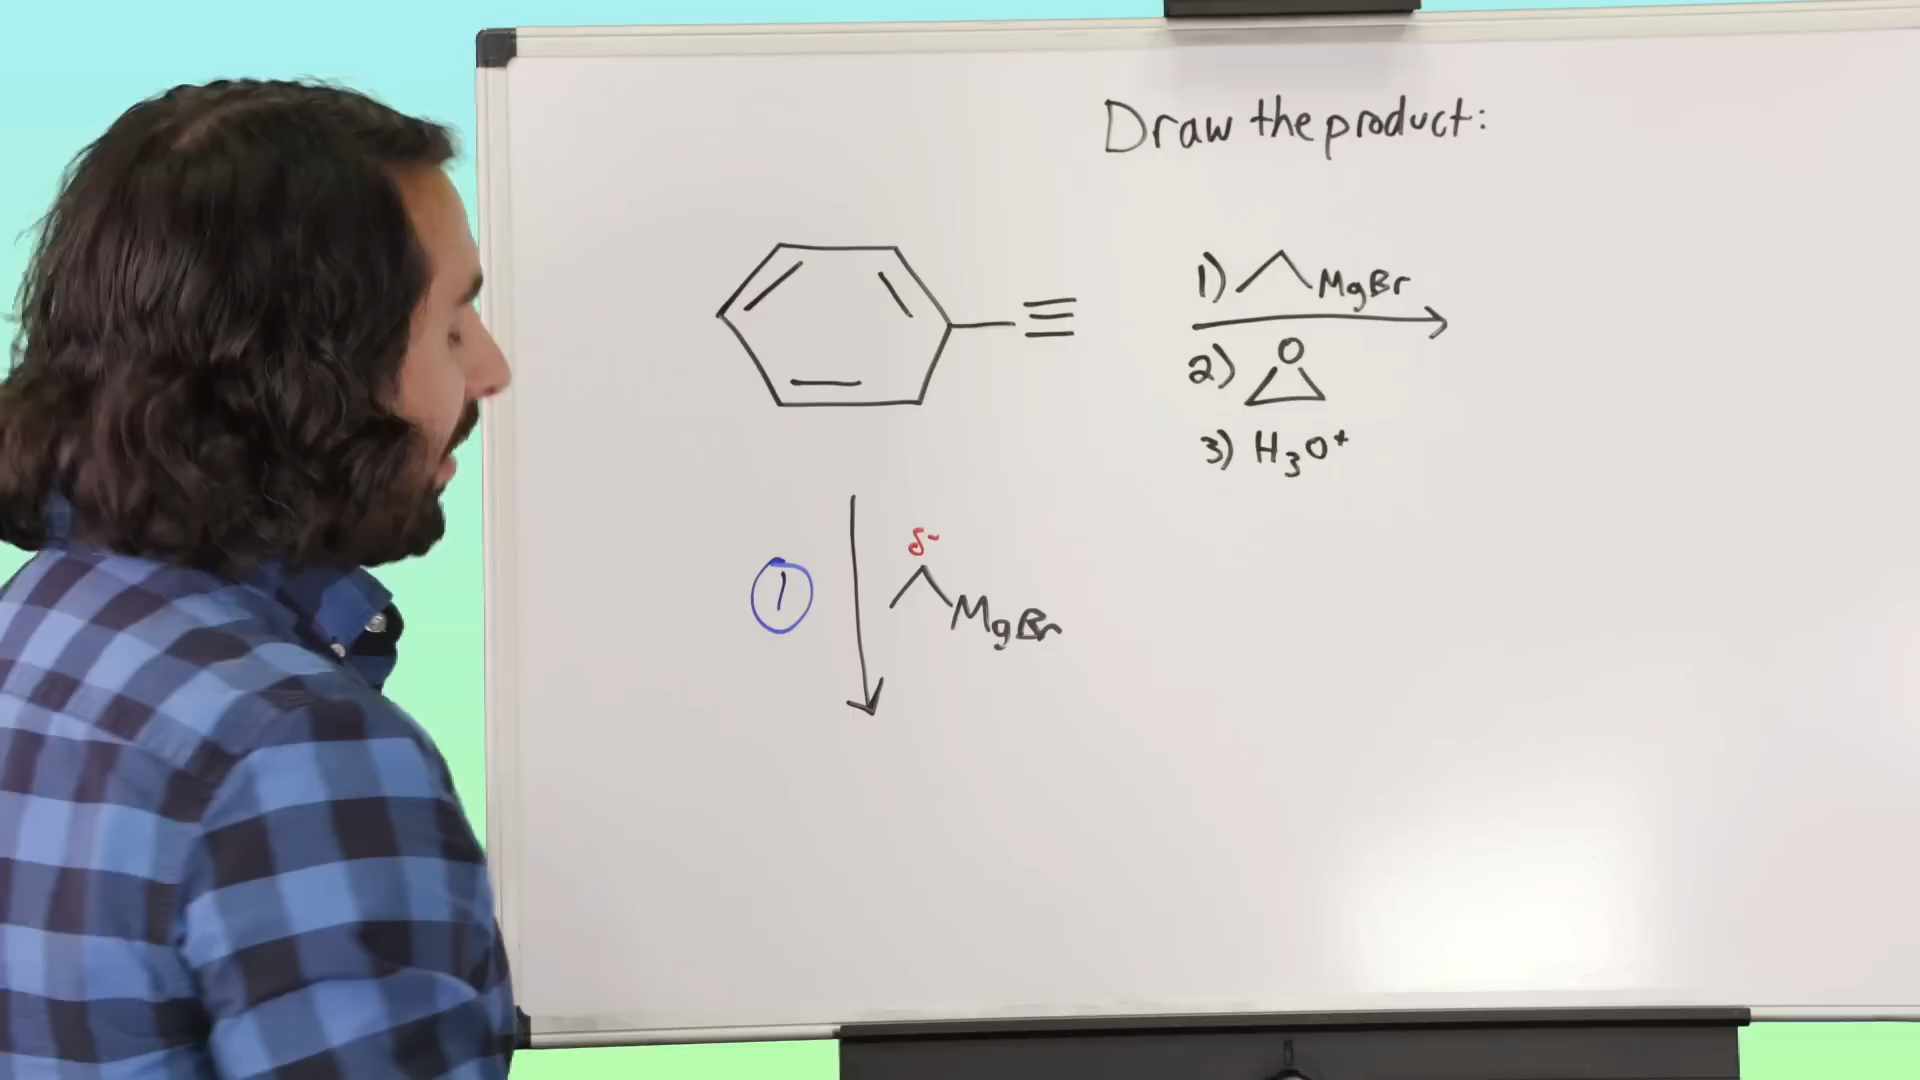 Draw the product:
1) MgBr
2) O
3) H₃O⁺
δ-
① MgBr